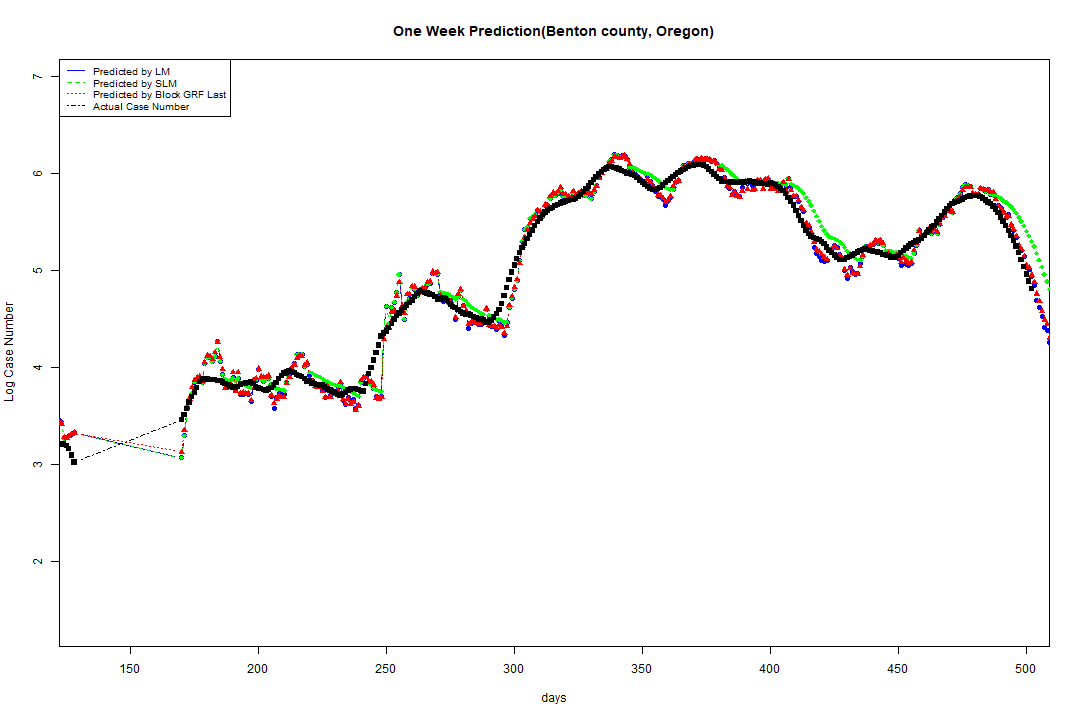 One Week Prediction(Benton county, Oregon)
Predicted by LM
Predicted by SLM
Predicted by Block GRF Last
Actual Case Number
7
6
5
4
3
2
Log Case Number
150 200 250 300 350 400 450 500
days